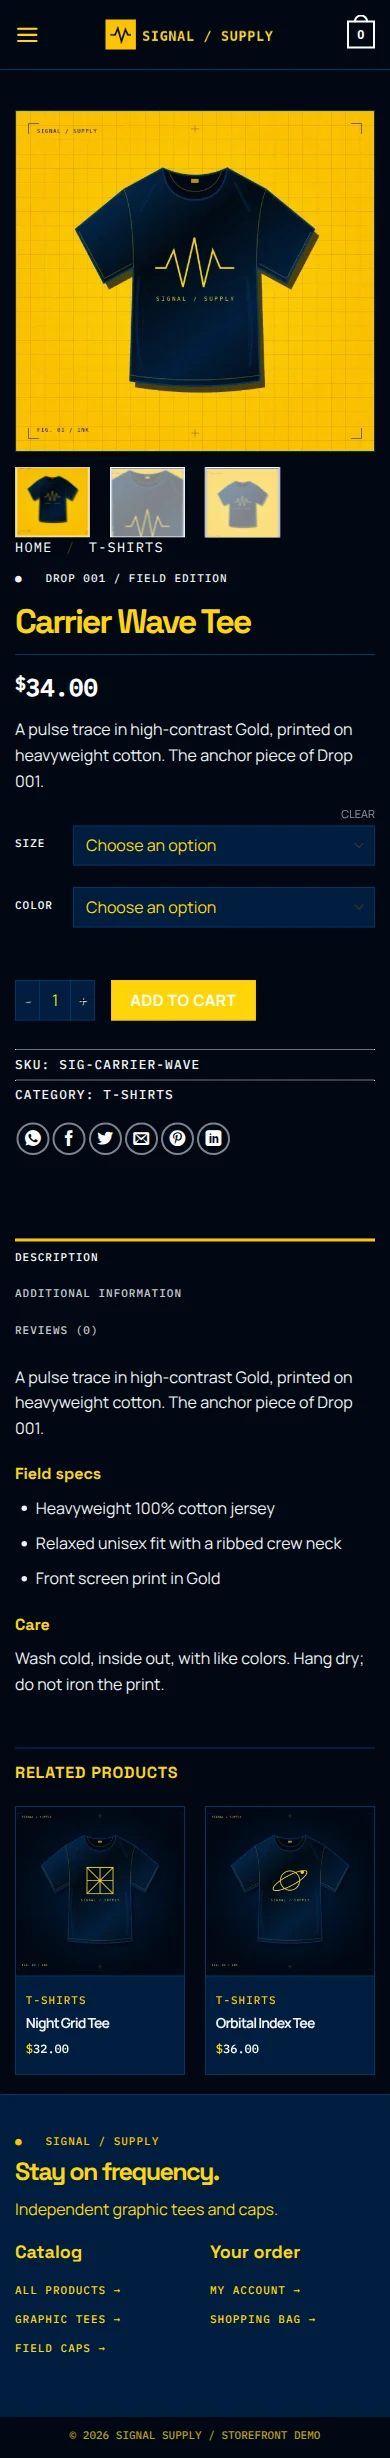 SIGNAL / SUPPLY
0
SIGNAL / SUPPLY
SIGNAL / SUPPLY
FIG. 01 / INK
HOME / T-SHIRTS
DROP 001 / FIELD EDITION
Carrier Wave Tee
$34.00
A pulse trace in high-contrast Gold, printed on
heavyweight cotton. The anchor piece of Drop
001.
CLEAR
SIZE
Choose an option
COLOR
Choose an option
- 1 +
ADD TO CART
SKU: SIG-CARRIER-WAVE
CATEGORY: T-SHIRTS
DESCRIPTION
ADDITIONAL INFORMATION
REVIEWS (0)
A pulse trace in high-contrast Gold, printed on
heavyweight cotton. The anchor piece of Drop
001.
Field specs
• Heavyweight 100% cotton jersey
• Relaxed unisex fit with a ribbed crew neck
• Front screen print in Gold
Care
Wash cold, inside out, with like colors. Hang dry;
do not iron the print.
RELATED PRODUCTS
SIGNAL / SUPPLY
SIGNAL / SUPPLY
T-SHIRTS
Night Grid Tee
$32.00
SIGNAL / SUPPLY
SIGNAL / SUPPLY
T-SHIRTS
Orbital Index Tee
$36.00
SIGNAL / SUPPLY
Stay on frequency.
Independent graphic tees and caps.
Catalog
ALL PRODUCTS →
GRAPHIC TEES →
FIELD CAPS →
Your order
MY ACCOUNT →
SHOPPING BAG →
© 2026 SIGNAL SUPPLY / STOREFRONT DEMO